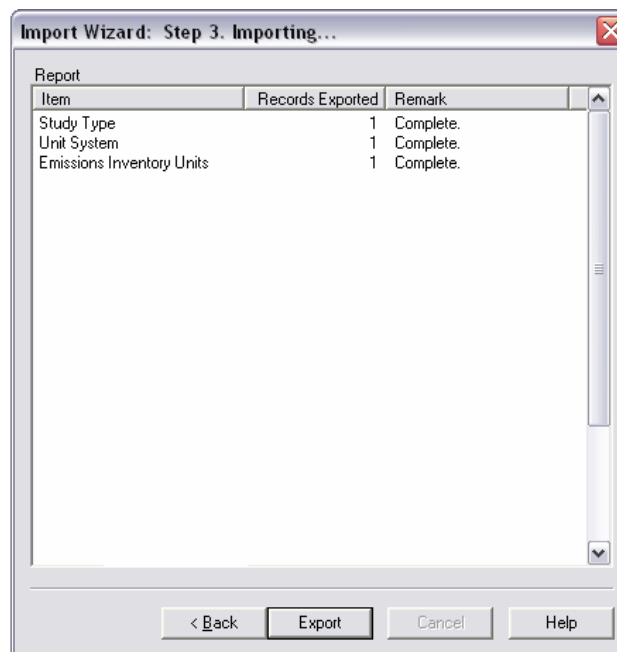 Import Wizard: Step 3. Importing...
Report
Item Records Exported Remark
Study Type 1 Complete.
Unit System 1 Complete.
Emissions Inventory Units 1 Complete.
< Back Export Cancel Help